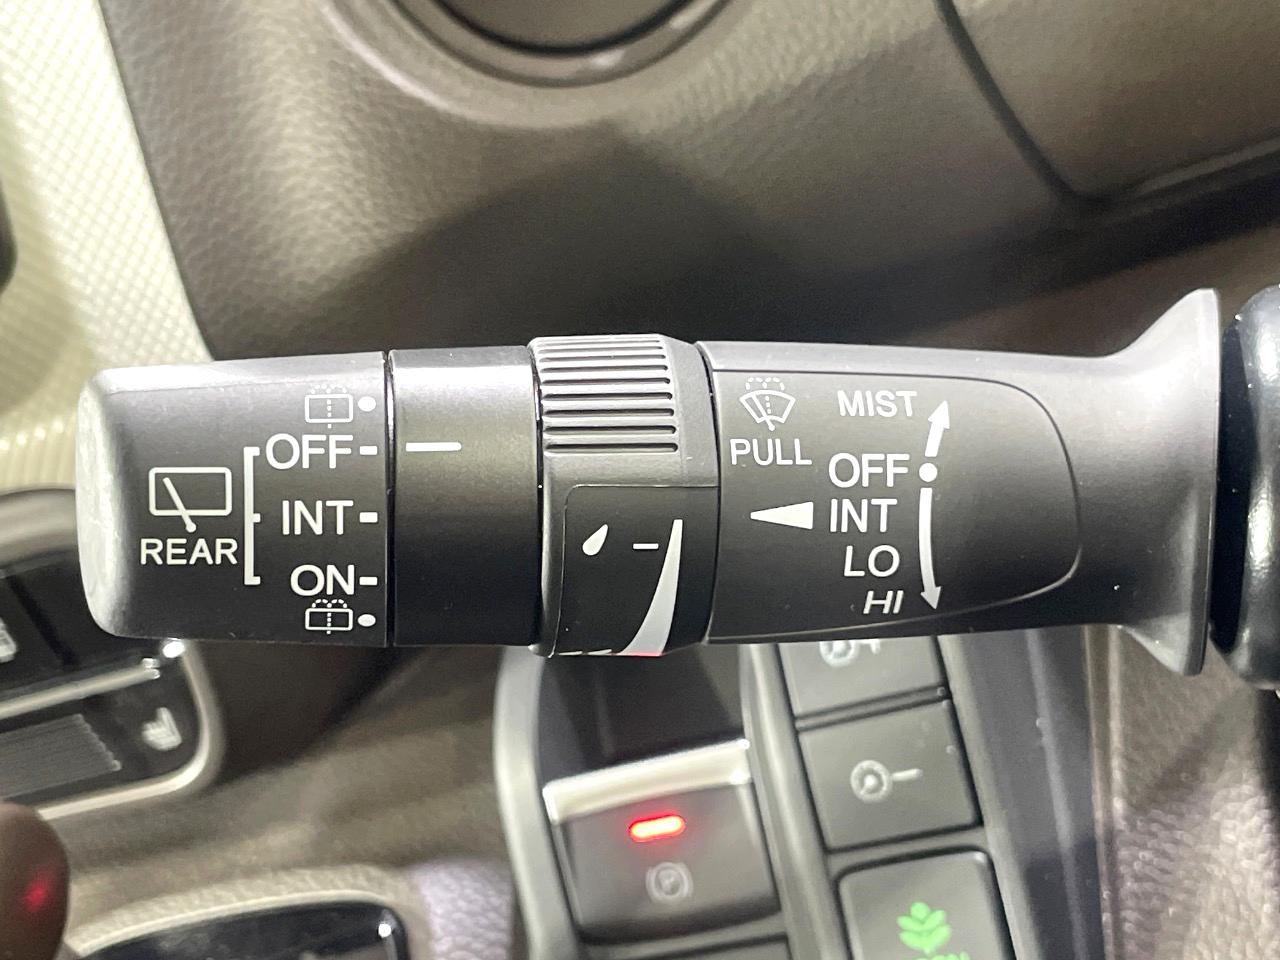 OFF
INT
REAR
ON
PULL
MIST
OFF
INT
LO
HI